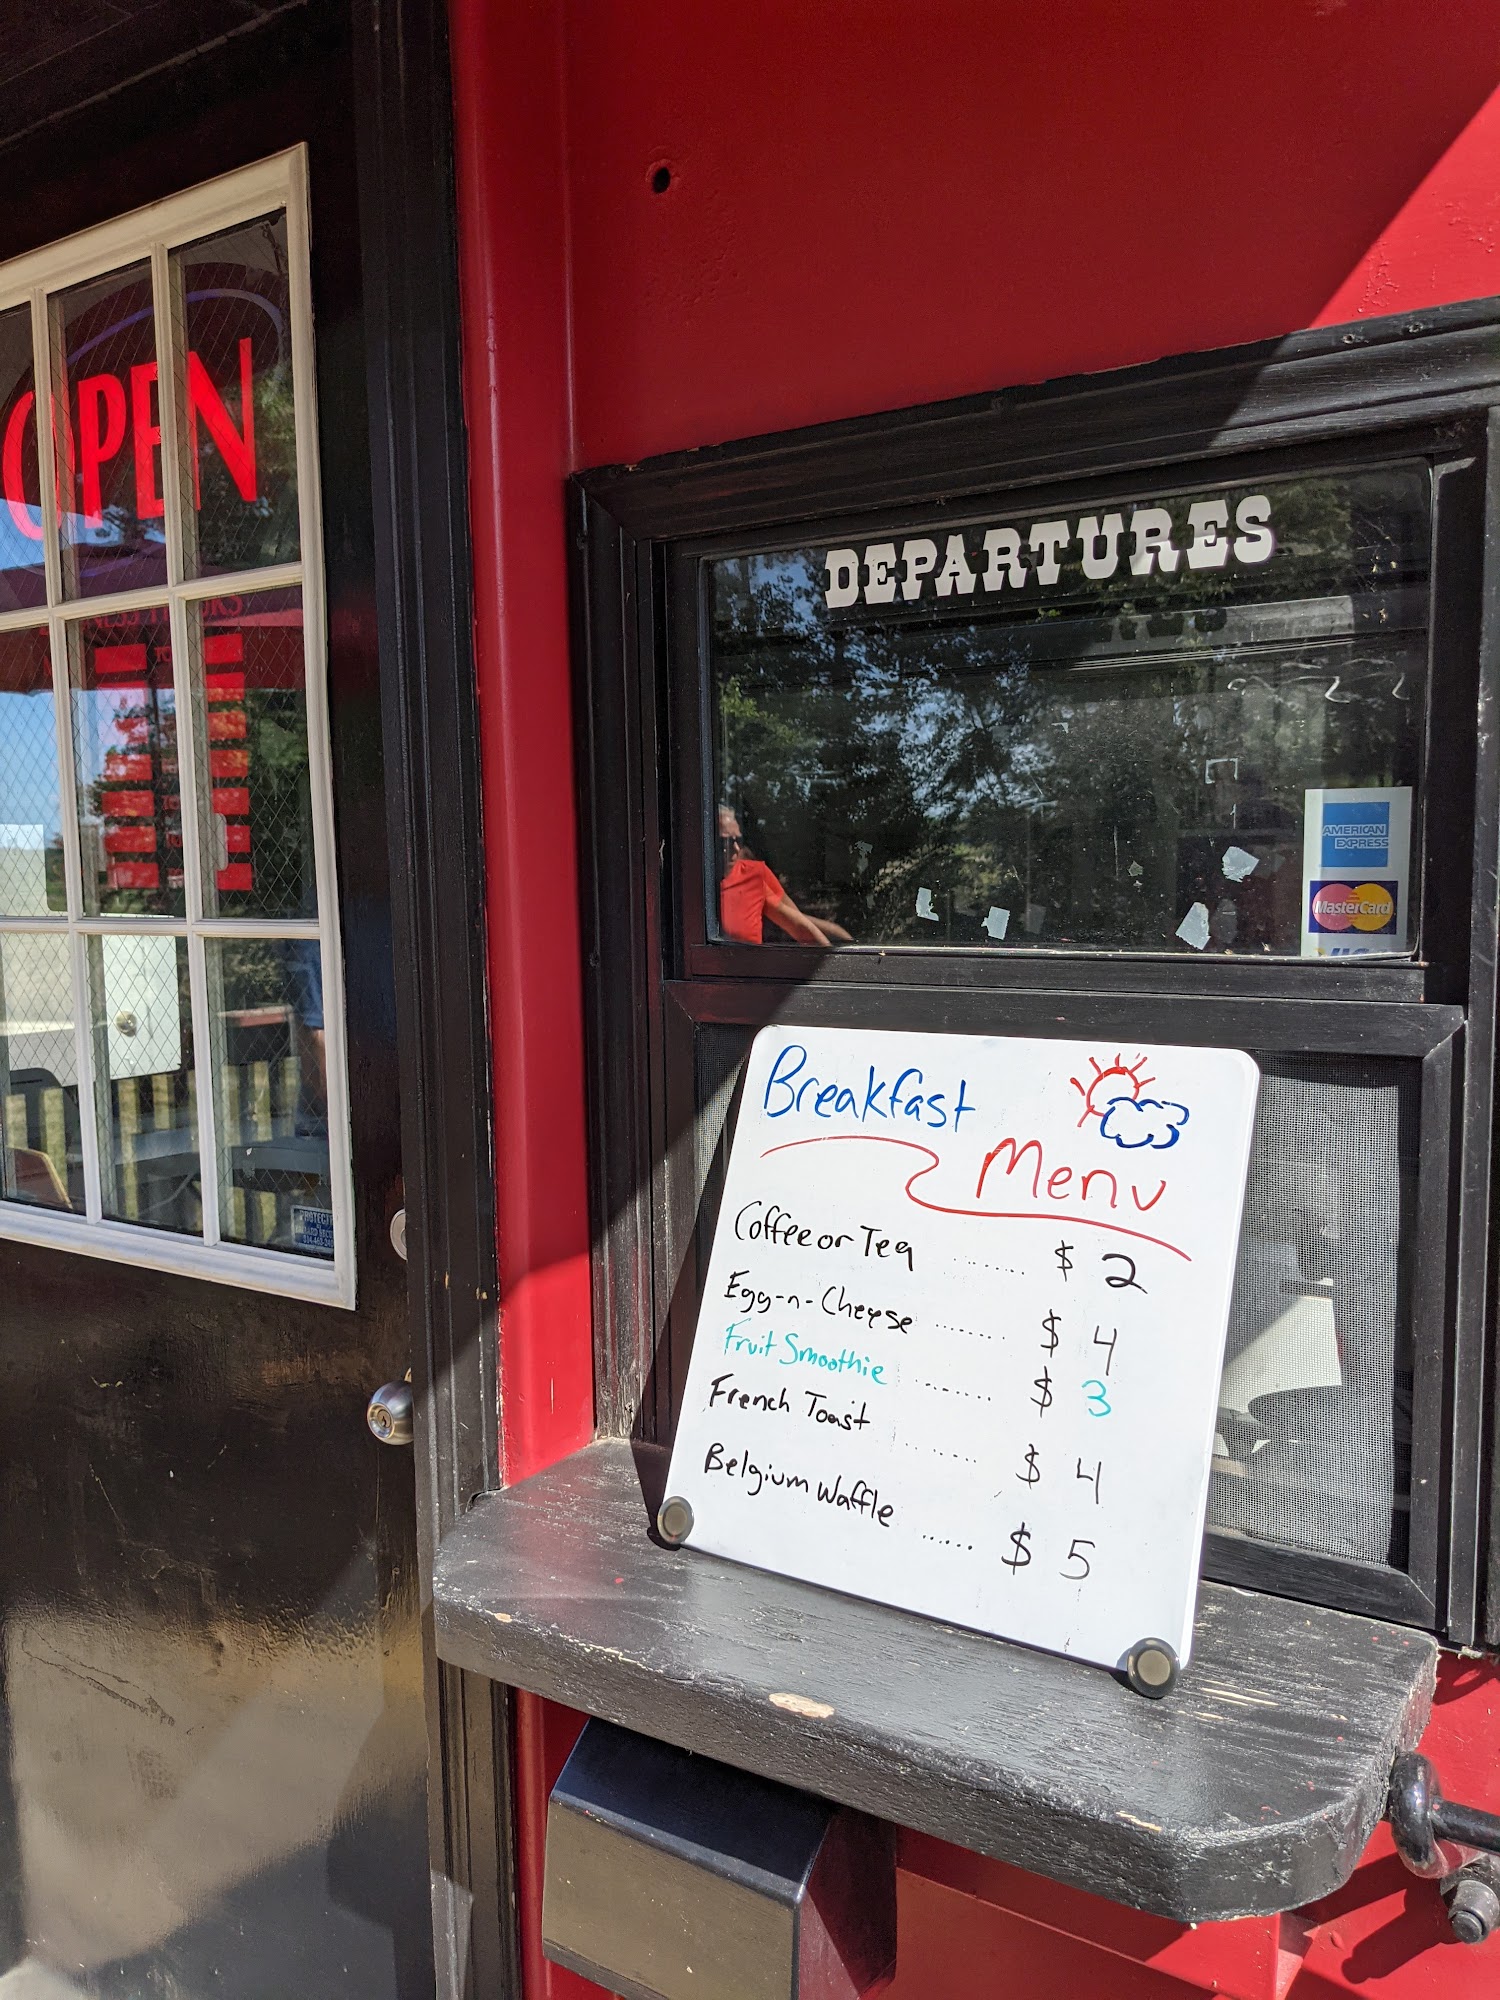 OPEN
DEPARTURES
AMERICAN
EXPRESS
MasterCard
VISA
Breakfast
Menu
Coffee or Tea ........ $ 2
Egg-n-Cheese ........ $ 4
Fruit Smoothie ........ $ 3
French Toast ........ $ 4
Belgium Waffle ...... $ 5